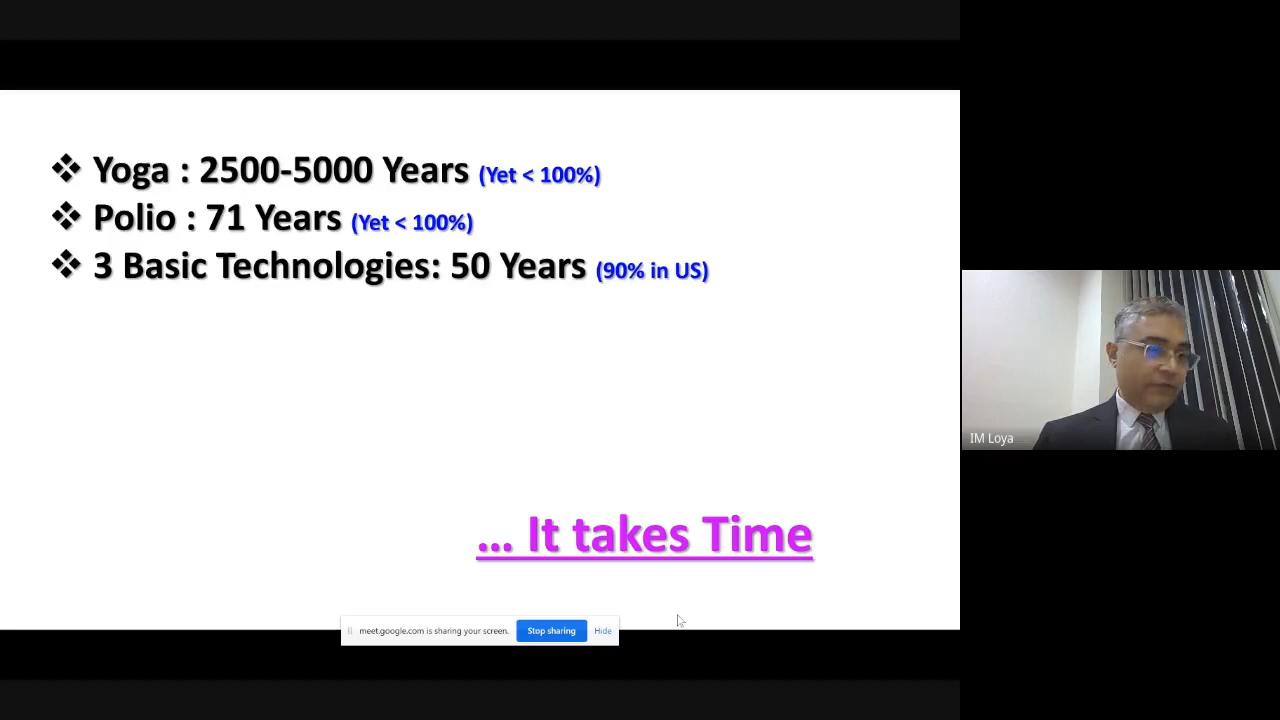 ❖ Yoga : 2500-5000 Years (Yet < 100%)
❖ Polio : 71 Years (Yet < 100%)
❖ 3 Basic Technologies: 50 Years (90% in US)
IM Loya
... It takes Time
meet.google.com is sharing your screen. Stop sharing Hide